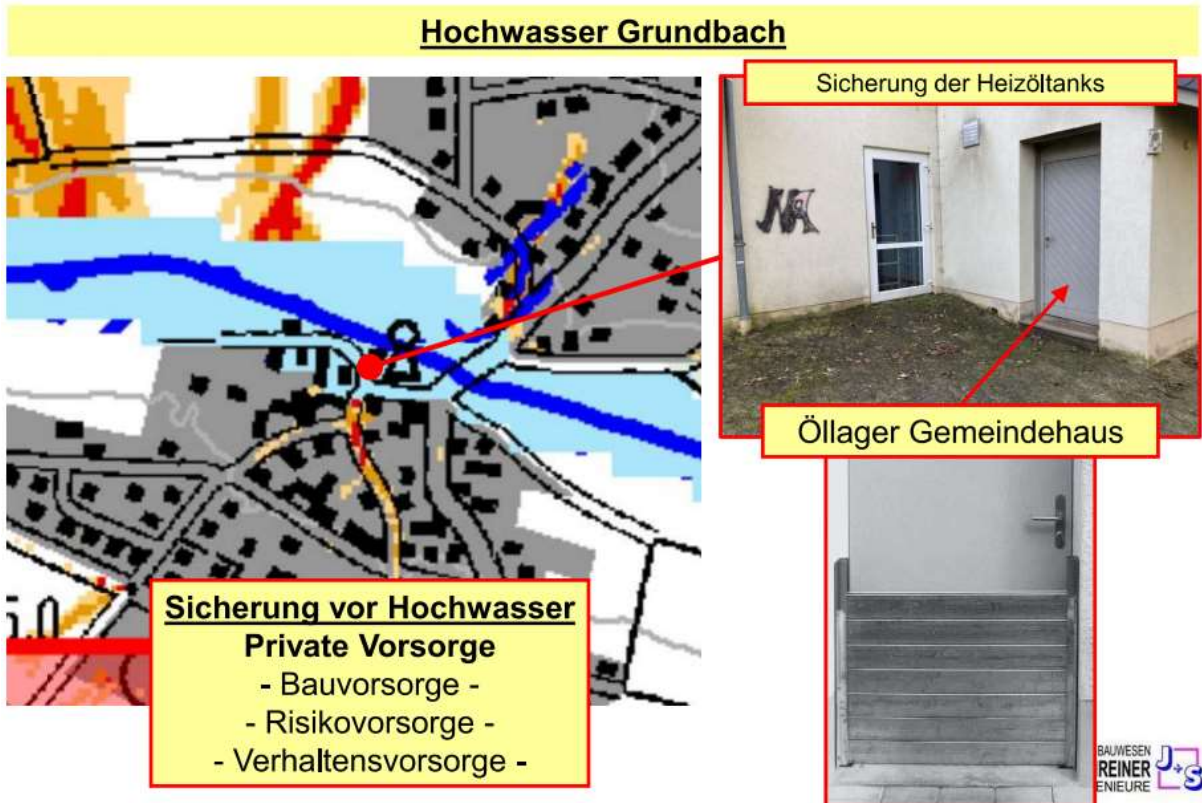 Hochwasser Grundbach
Sicherung der Heizöltanks
Öllager Gemeindehaus
Sicherung vor Hochwasser
Private Vorsorge
- Bauvorsorge -
- Risikovorsorge -
- Verhaltensvorsorge -
BAUWESEN
REINER
ENIEURE
J+S